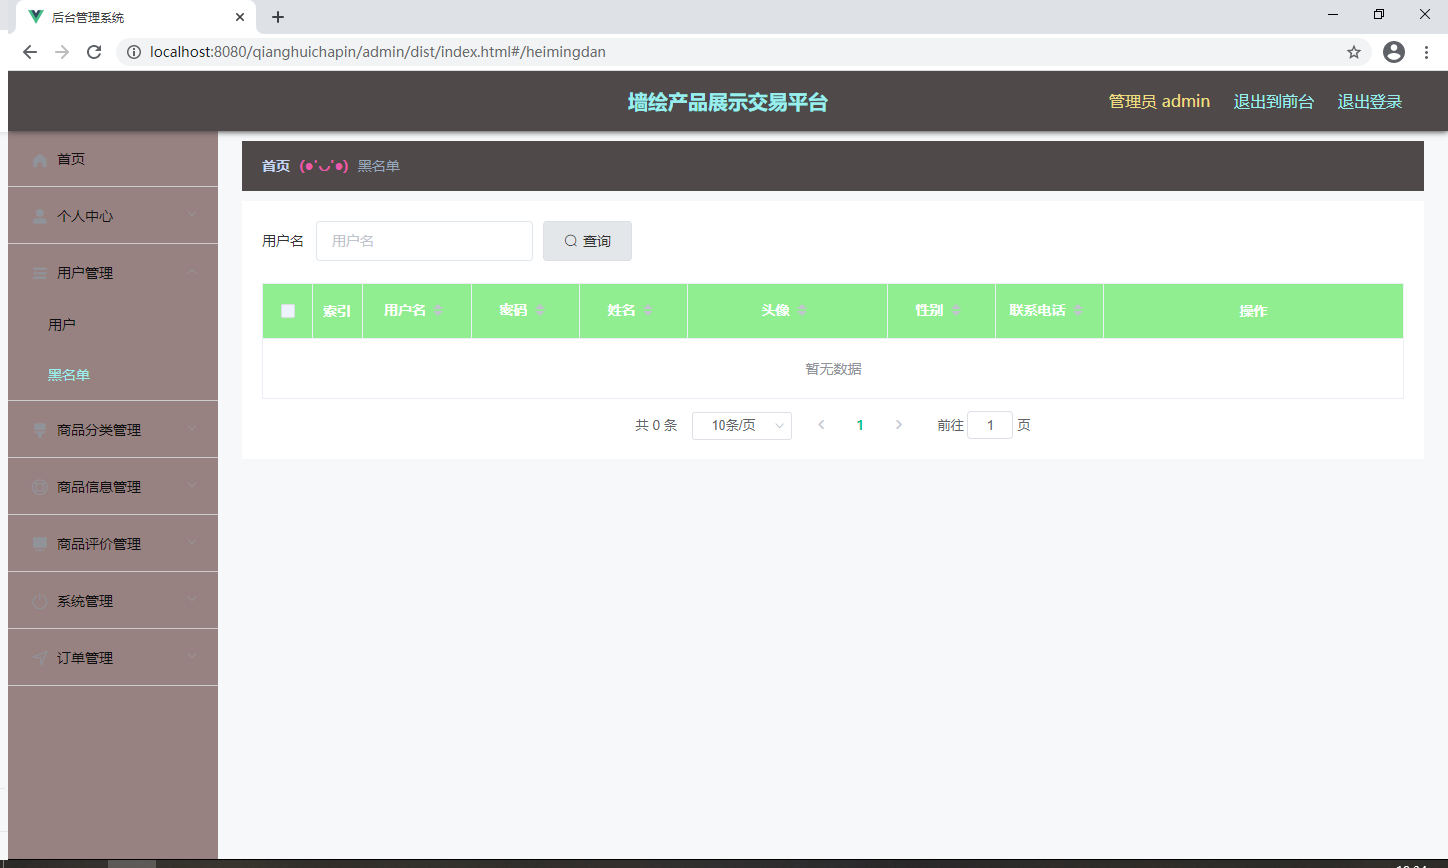 后台管理系统
localhost:8080/qianghuichapin/admin/dist/index.html#/heimingdan
墙绘产品展示交易平台
管理员 admin
退出到前台
退出登录
首页
个人中心
用户管理
用户
黑名单
商品分类管理
商品信息管理
商品评价管理
系统管理
订单管理
首页 (●'◡'●) 黑名单
用户名 用户名 查询
索引 用户名 密码 姓名 头像 性别 联系电话 操作
暂无数据
共 0 条 10条/页 1 前往 1 页